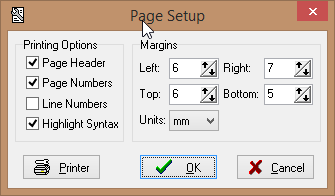 Page Setup
Printing Options
Page Header
Page Numbers
Line Numbers
Highlight Syntax
Margins
Left: 6 Right: 7
Top: 6 Bottom: 5
Units: mm
Printer
OK
Cancel